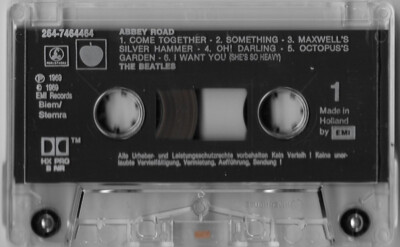 264-7464464
ABBEY ROAD
1. COME TOGETHER - 2. SOMETHING - 3. MAXWELL'S
SILVER HAMMER - 4. OH! DARLING - 5. OCTOPUS'S
GARDEN - 6. I WANT YOU (SHE'S SO HEAVY)
THE BEATLES
℗ 1969
© 1969
EMI Records
Biem/
Stemra
1
Made in
Holland
by EMI
TM
HX PRO
B NR
Alle Urheber- und Leistungsschutzrechte vorbehalten Kein Verleih ! Keine uner-
laubte Vervielfältigung, Vermietung, Aufführung, Sendung !